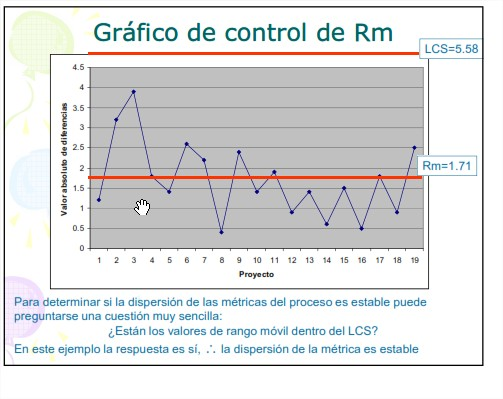 Gráfico de control de Rm
LCS=5.58
4.5
4
3.5
3
2.5
2
1.5
1
0.5
0
Valor absoluto de diferencias
Rm=1.71
1 2 3 4 5 6 7 8 9 10 11 12 13 14 15 16 17 18 19
Proyecto
Para determinar si la dispersión de las métricas del proceso es estable puede
preguntarse una cuestión muy sencilla:
¿Están los valores de rango móvil dentro del LCS?
En este ejemplo la respuesta es sí, ∴ la dispersión de la métrica es estable